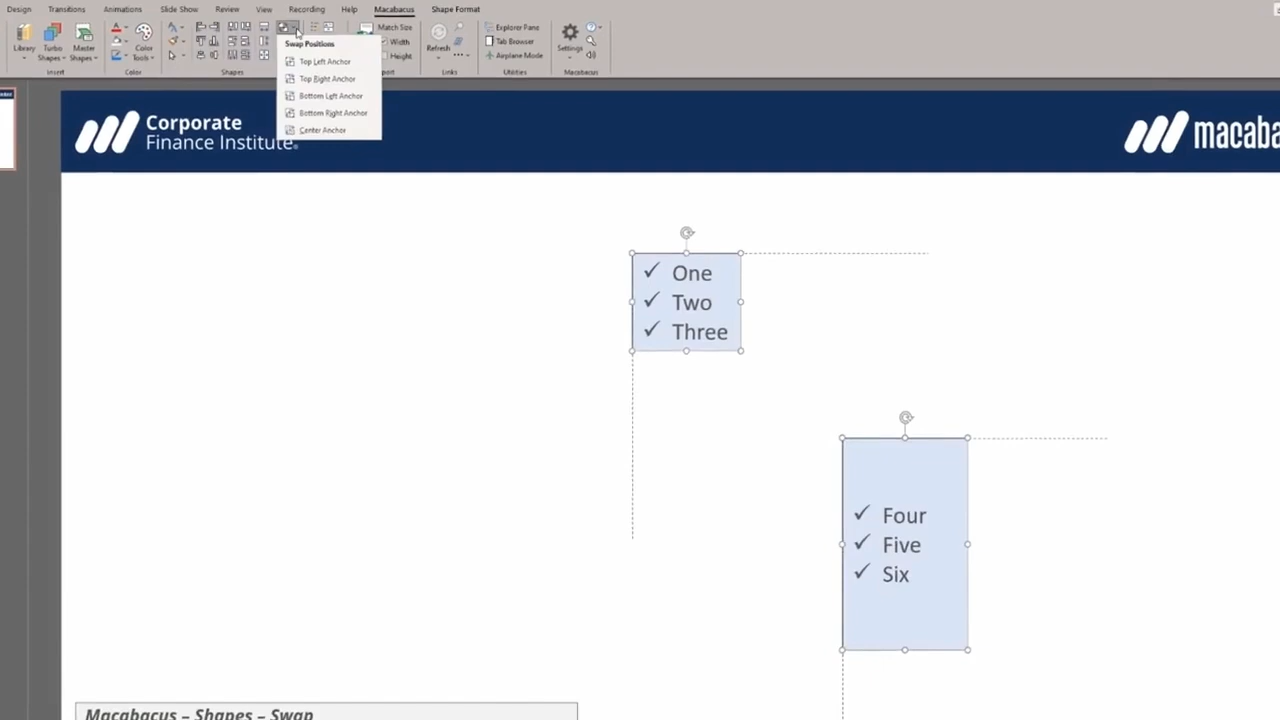 Design Transitions Animations Slide Show Review View Recording Help Macabacus Shape Format
Library
Turbo
Shapes
Master
Shapes
Insert
Color
Tools
Color
Shapes
Swap Positions
Top Left Anchor
Top Right Anchor
Bottom Left Anchor
Bottom Right Anchor
Center Anchor
Match Size
Width
Height
port
Refresh
Links
Explorer Pane
Tab Browser
Airplane Mode
Utilities
Settings
Macabacus
Corporate
Finance Institute®
macaba
✓ One
✓ Two
✓ Three
✓ Four
✓ Five
✓ Six
Macabacus – Shapes – Swap